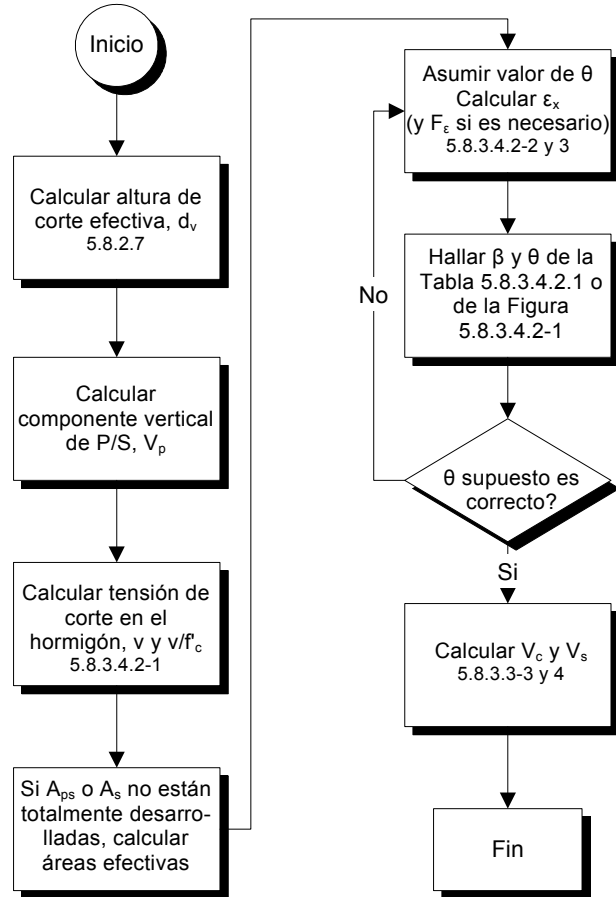 Inicio
Calcular altura de
corte efectiva, dv
5.8.2.7
Calcular
componente vertical
de P/S, Vp
Calcular tensión de
corte en el
hormigón, v y v/f'c
5.8.3.4.2-1
Si Aps o As no están
totalmente desarro-
lladas, calcular
áreas efectivas
Asumir valor de θ
Calcular εx
(y Fε si es necesario)
5.8.3.4.2-2 y 3
Hallar β y θ de la
Tabla 5.8.3.4.2.1 o
de la Figura
5.8.3.4.2-1
No
θ supuesto es
correcto?
Si
Calcular Vc y Vs
5.8.3.3-3 y 4
Fin